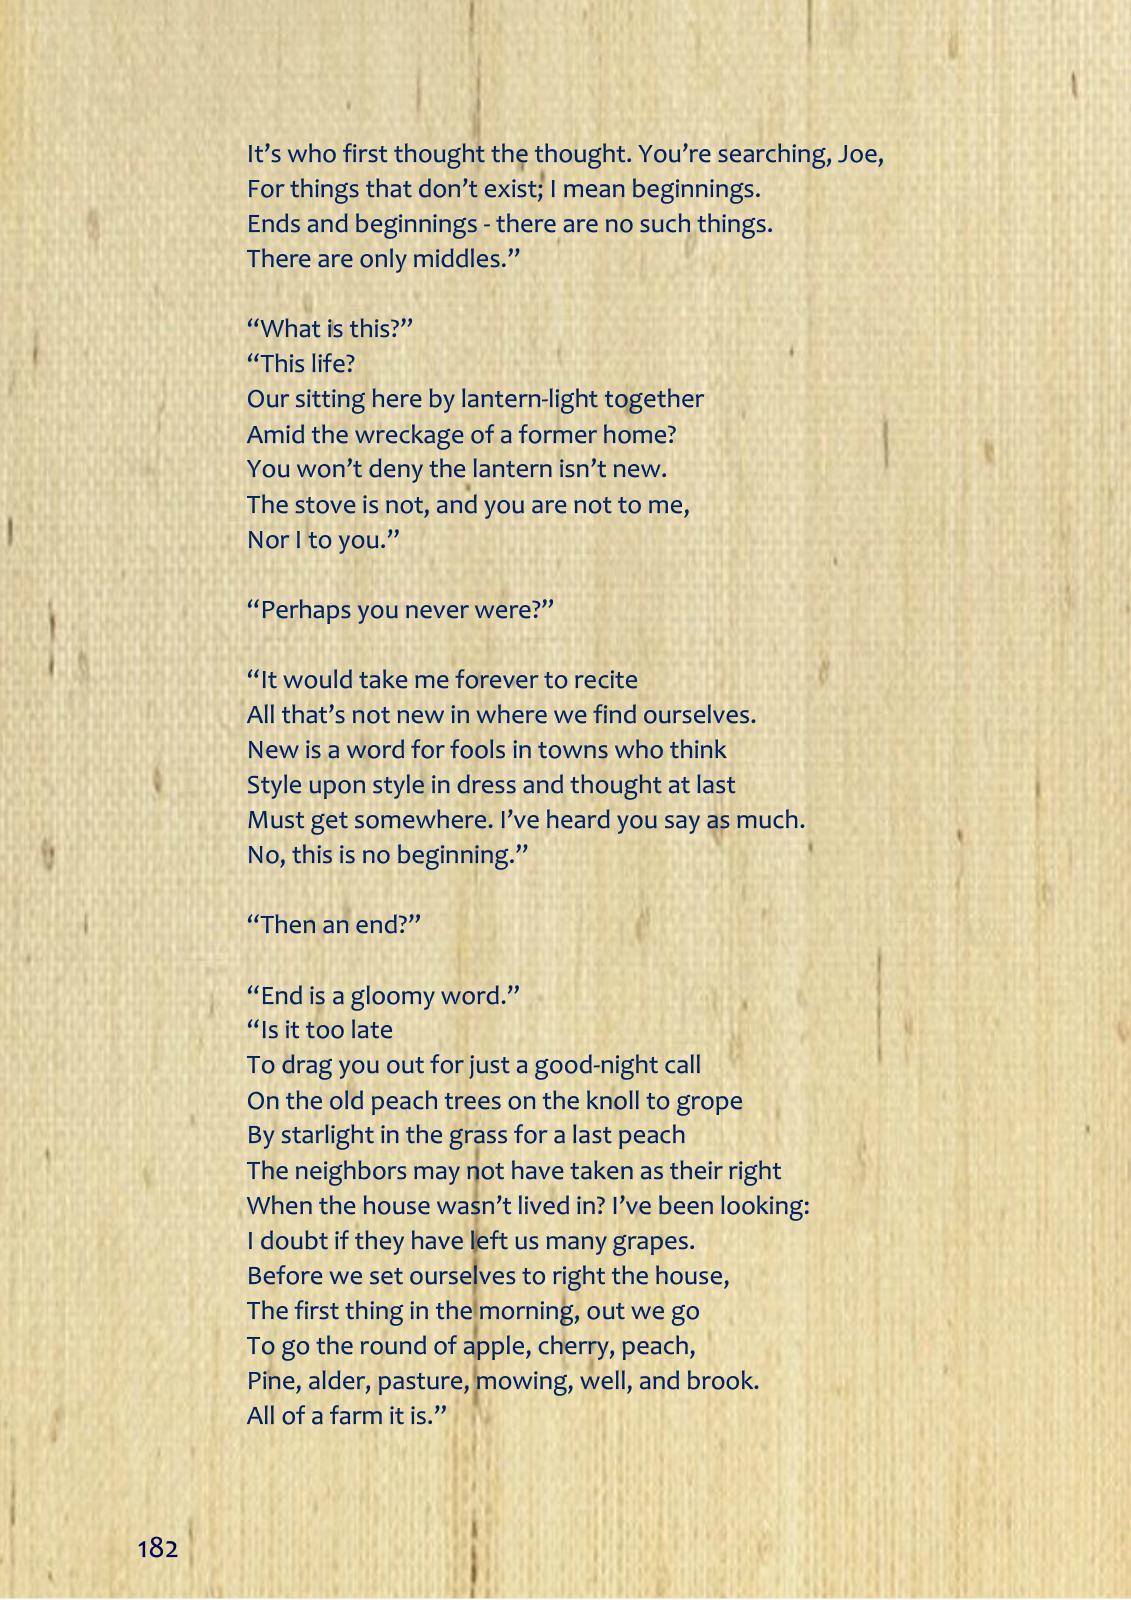 It’s who first thought the thought. You’re searching, Joe,
For things that don’t exist; I mean beginnings.
Ends and beginnings - there are no such things.
There are only middles.”
“What is this?”
“This life?
Our sitting here by lantern-light together
Amid the wreckage of a former home?
You won’t deny the lantern isn’t new.
The stove is not, and you are not to me,
Nor I to you.”
“Perhaps you never were?”
“It would take me forever to recite
All that’s not new in where we find ourselves.
New is a word for fools in towns who think
Style upon style in dress and thought at last
Must get somewhere. I’ve heard you say as much.
No, this is no beginning.”
“Then an end?”
“End is a gloomy word.”
“Is it too late
To drag you out for just a good-night call
On the old peach trees on the knoll to grope
By starlight in the grass for a last peach
The neighbors may not have taken as their right
When the house wasn’t lived in? I’ve been looking:
I doubt if they have left us many grapes.
Before we set ourselves to right the house,
The first thing in the morning, out we go
To go the round of apple, cherry, peach,
Pine, alder, pasture, mowing, well, and brook.
All of a farm it is.”
182